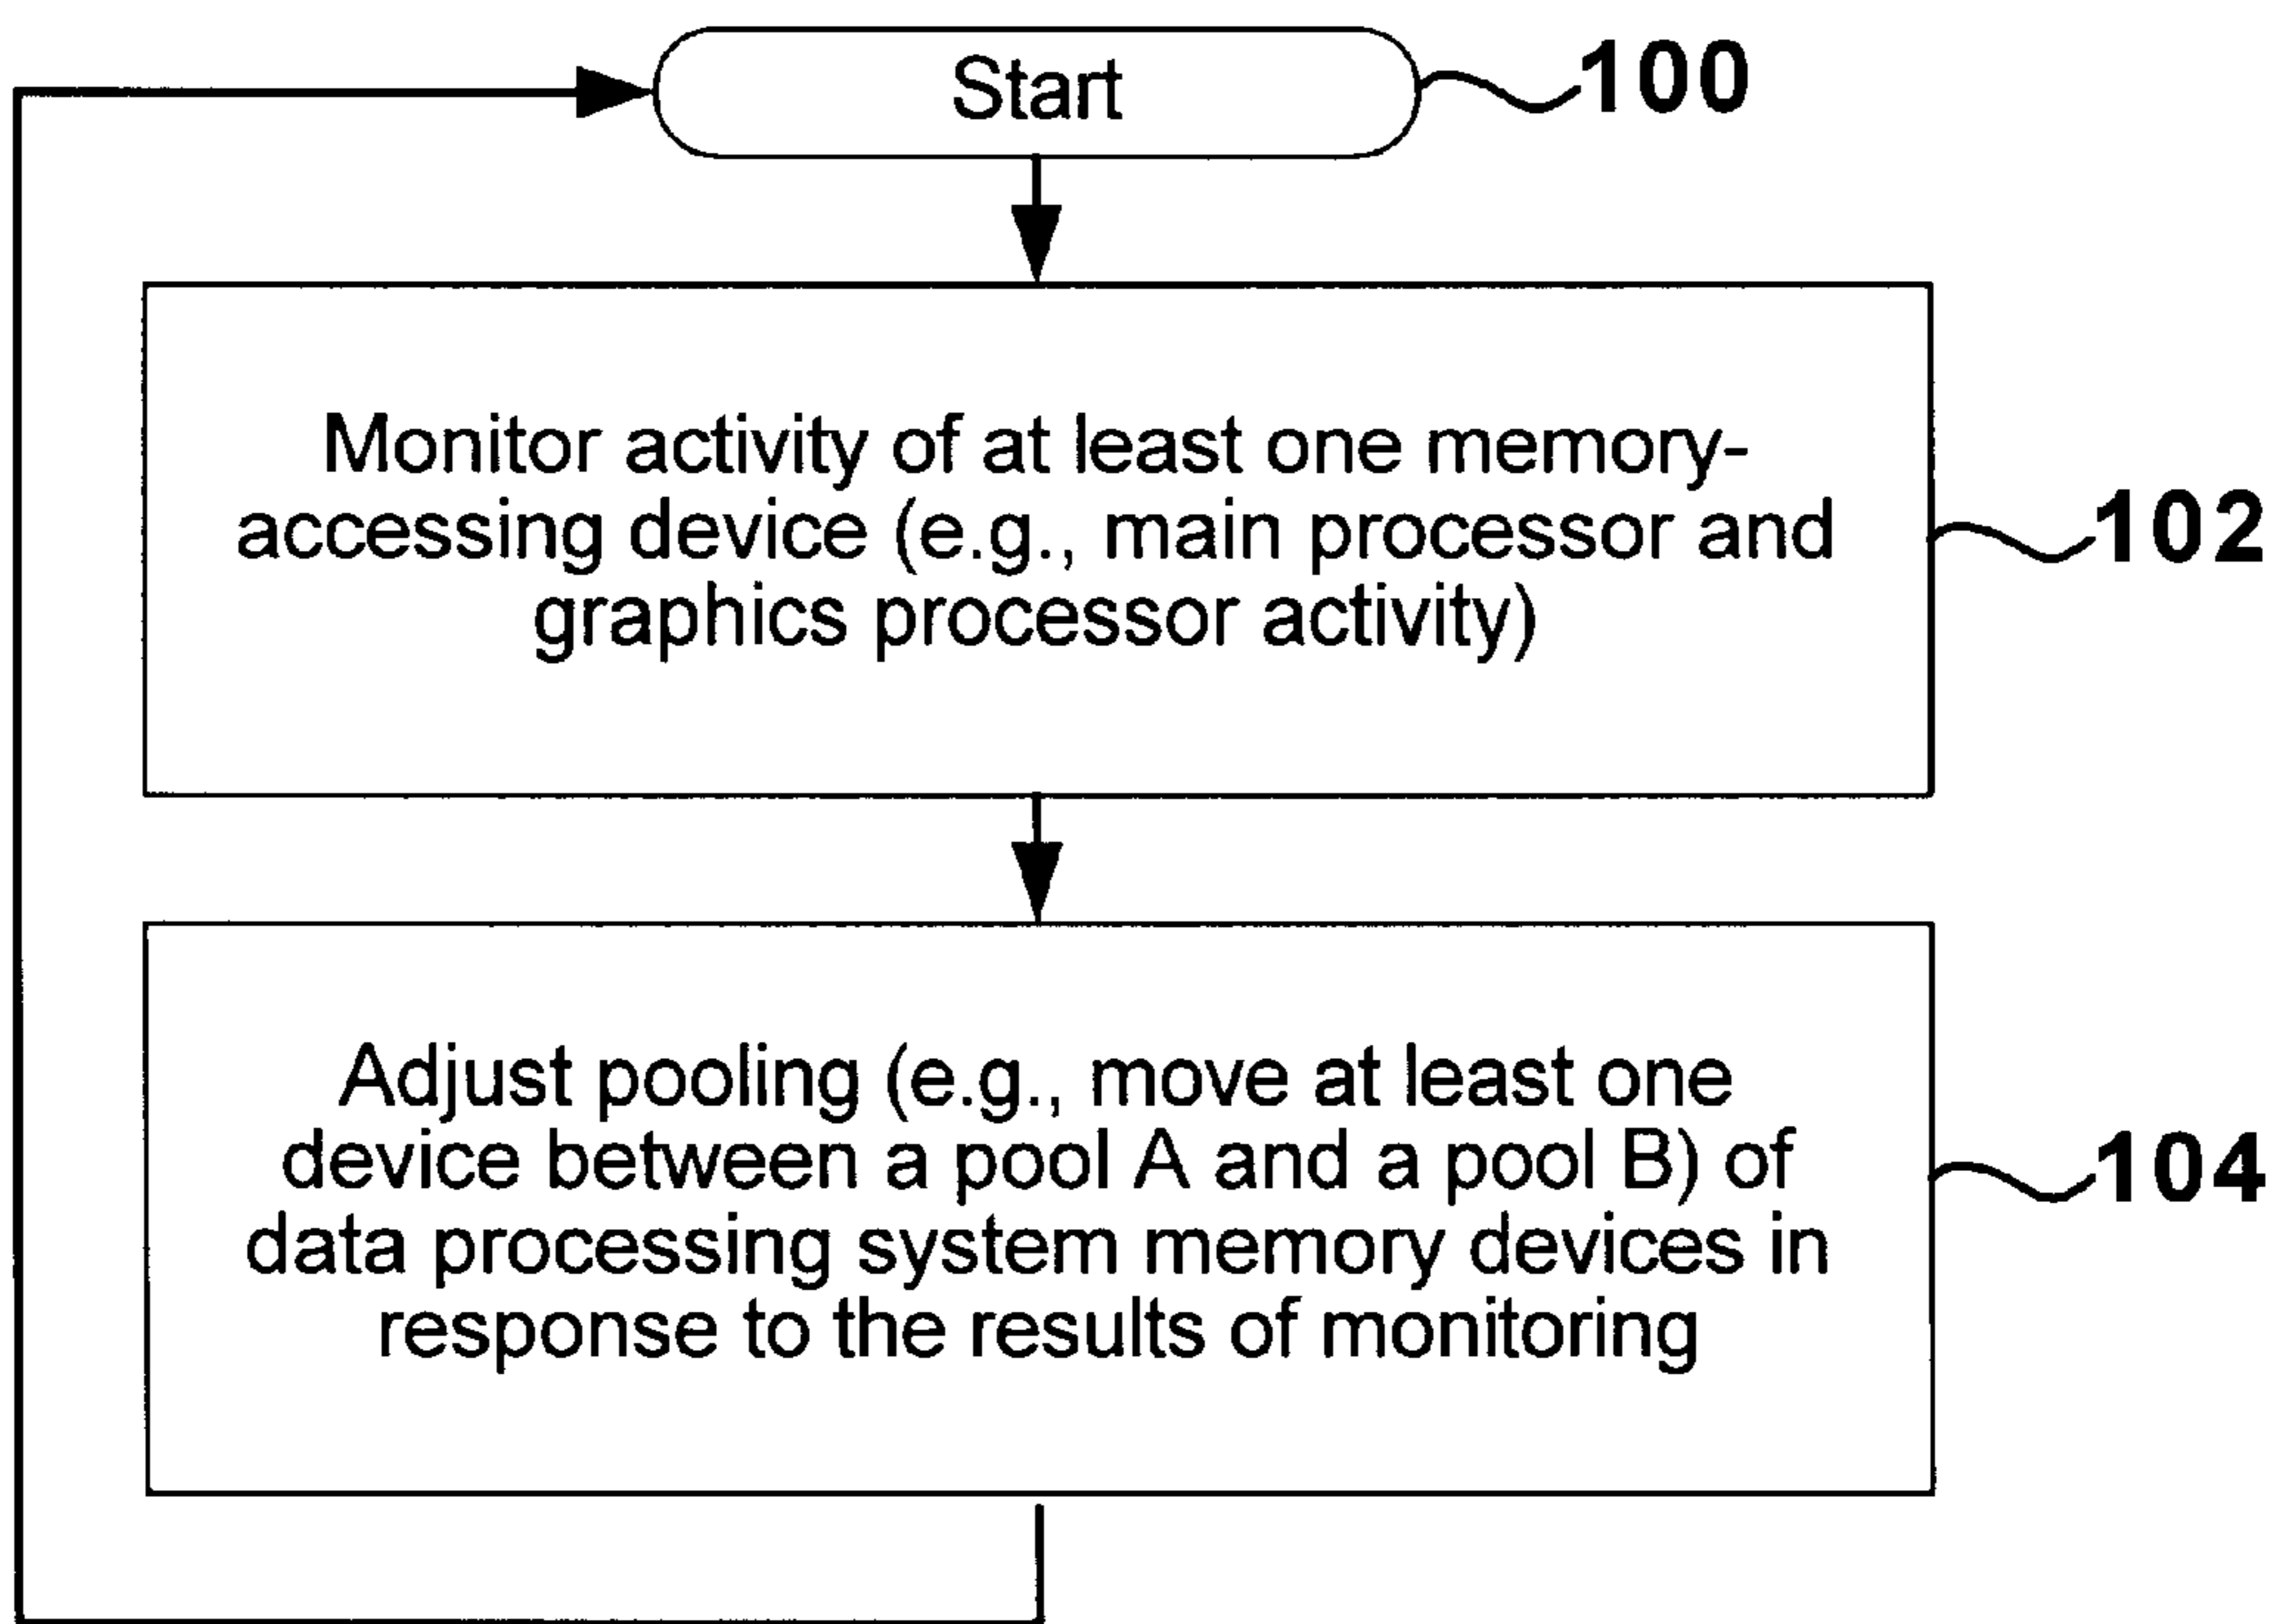 Start
100
Monitor activity of at least one memory-
accessing device (e.g., main processor and
graphics processor activity)
102
Adjust pooling (e.g., move at least one
device between a pool A and a pool B) of
data processing system memory devices in
response to the results of monitoring
104